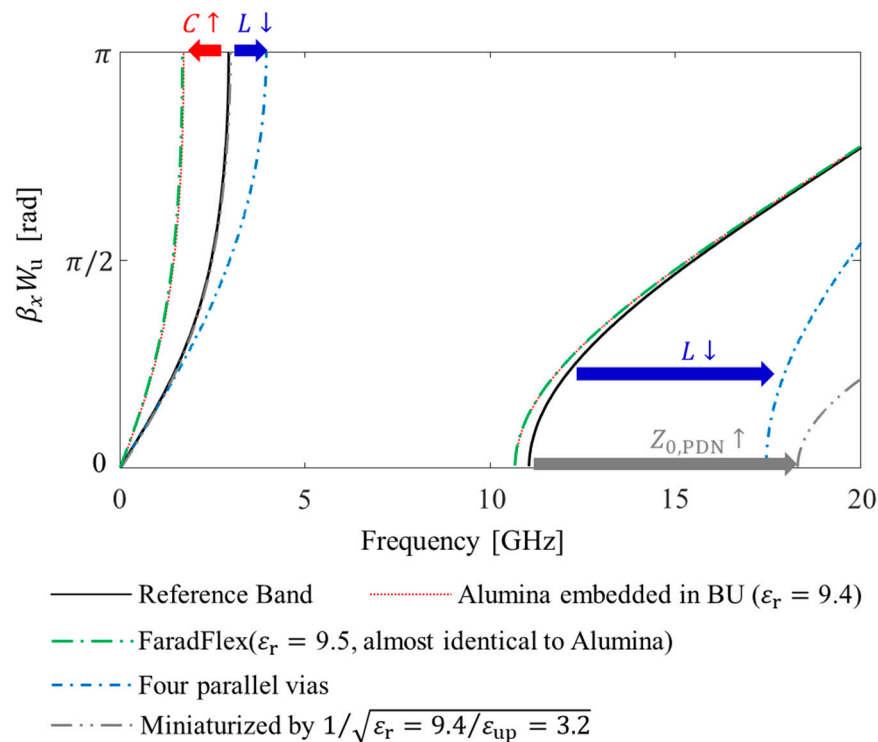 C ↑ L ↓
π
π/2
0
βₓWᵤ [rad]
L ↓
Z₀,PDN ↑
0 5 10 15 20
Frequency [GHz]
Reference Band
Alumina embedded in BU (εᵣ = 9.4)
FaradFlex(εᵣ = 9.5, almost identical to Alumina)
Four parallel vias
Miniaturized by 1/√(εᵣ = 9.4/εup = 3.2)